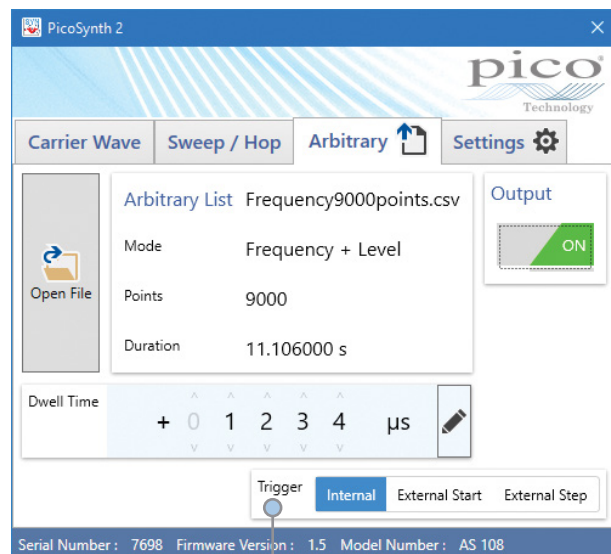 PicoSynth 2
pico
Technology
Carrier Wave Sweep / Hop Arbitrary Settings
Open File
Arbitrary List Frequency9000points.csv
Mode Frequency + Level
Points 9000
Duration 11.106000 s
Output
ON
Dwell Time + 0 1 2 3 4 µs
Trigger Internal External Start External Step
Serial Number : 7698 Firmware Version : 1.5 Model Number : AS 108